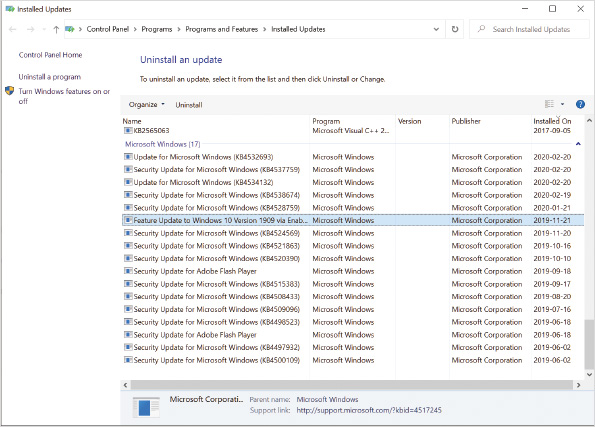 Installed Updates
Control Panel Programs Programs and Features Installed Updates
Search Installed Updates
Control Panel Home
Uninstall a program
Turn Windows features on or
off
Uninstall an update
To uninstall an update, select it from the list and then click Uninstall or Change.
Organize Uninstall
Name Program Version Publisher Installed On
KB2565063 Microsoft Visual C++ 2... 2017-09-05
Microsoft Windows (17)
Update for Microsoft Windows (KB4532693) Microsoft Windows Microsoft Corporation 2020-02-20
Security Update for Microsoft Windows (KB4537759) Microsoft Windows Microsoft Corporation 2020-02-20
Update for Microsoft Windows (KB4534132) Microsoft Windows Microsoft Corporation 2020-02-20
Security Update for Microsoft Windows (KB4538674) Microsoft Windows Microsoft Corporation 2020-02-19
Security Update for Microsoft Windows (KB4528759) Microsoft Windows Microsoft Corporation 2020-01-21
Feature Update to Windows 10 Version 1909 via Enab... Microsoft Windows Microsoft Corporation 2019-11-21
Security Update for Microsoft Windows (KB4524569) Microsoft Windows Microsoft Corporation 2019-11-20
Security Update for Microsoft Windows (KB4521863) Microsoft Windows Microsoft Corporation 2019-10-16
Security Update for Microsoft Windows (KB4520390) Microsoft Windows Microsoft Corporation 2019-10-10
Security Update for Adobe Flash Player Microsoft Windows Microsoft Corporation 2019-09-18
Security Update for Microsoft Windows (KB4515383) Microsoft Windows Microsoft Corporation 2019-09-17
Security Update for Microsoft Windows (KB4508433) Microsoft Windows Microsoft Corporation 2019-08-20
Security Update for Microsoft Windows (KB4509096) Microsoft Windows Microsoft Corporation 2019-07-16
Security Update for Microsoft Windows (KB4498523) Microsoft Windows Microsoft Corporation 2019-06-18
Security Update for Adobe Flash Player Microsoft Windows Microsoft Corporation 2019-06-18
Security Update for Microsoft Windows (KB4497932) Microsoft Windows Microsoft Corporation 2019-06-02
Security Update for Microsoft Windows (KB4500109) Microsoft Windows Microsoft Corporation 2019-06-02
Microsoft Corporati... Parent name: Microsoft Windows
Support link: http://support.microsoft.com/?kbid=4517245